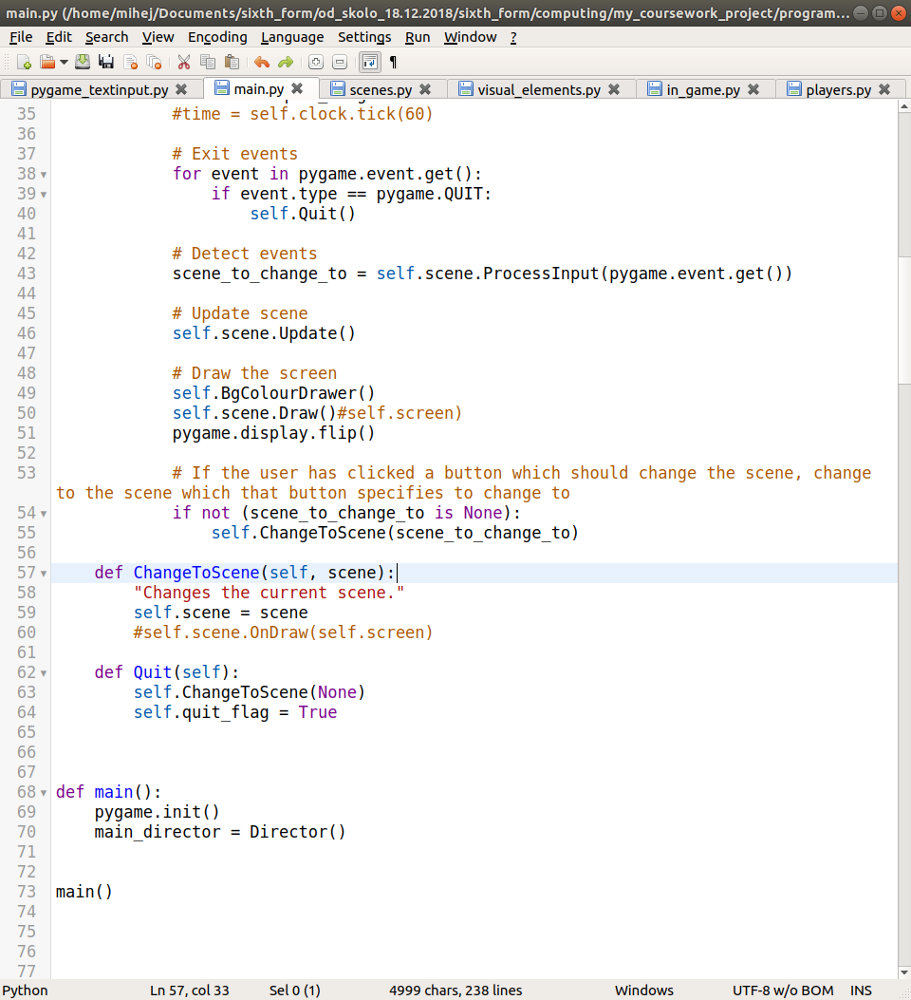 main.py (/home/mihej/Documents/sixth_form/od_skolo_18.12.2018/sixth_form/computing/my_coursework_project/program...
File Edit Search View Encoding Language Settings Run Window ?
pygame_textinput.py main.py scenes.py visual_elements.py in_game.py players.py
35 #time = self.clock.tick(60)
36
37 # Exit events
38 for event in pygame.event.get():
39 if event.type == pygame.QUIT:
40 self.Quit()
41
42 # Detect events
43 scene_to_change_to = self.scene.ProcessInput(pygame.event.get())
44
45 # Update scene
46 self.scene.Update()
47
48 # Draw the screen
49 self.BgColourDrawer()
50 self.scene.Draw()#self.screen)
51 pygame.display.flip()
52
53 # If the user has clicked a button which should change the scene, change
to the scene which that button specifies to change to
54 if not (scene_to_change_to is None):
55 self.ChangeToScene(scene_to_change_to)
56
57 def ChangeToScene(self, scene):
58 "Changes the current scene."
59 self.scene = scene
60 #self.scene.OnDraw(self.screen)
61
62 def Quit(self):
63 self.ChangeToScene(None)
64 self.quit_flag = True
65
66
67
68 def main():
69 pygame.init()
70 main_director = Director()
71
72
73 main()
74
75
76
77
Python Ln 57, col 33 Sel 0 (1) 4999 chars, 238 lines Windows UTF-8 w/o BOM INS